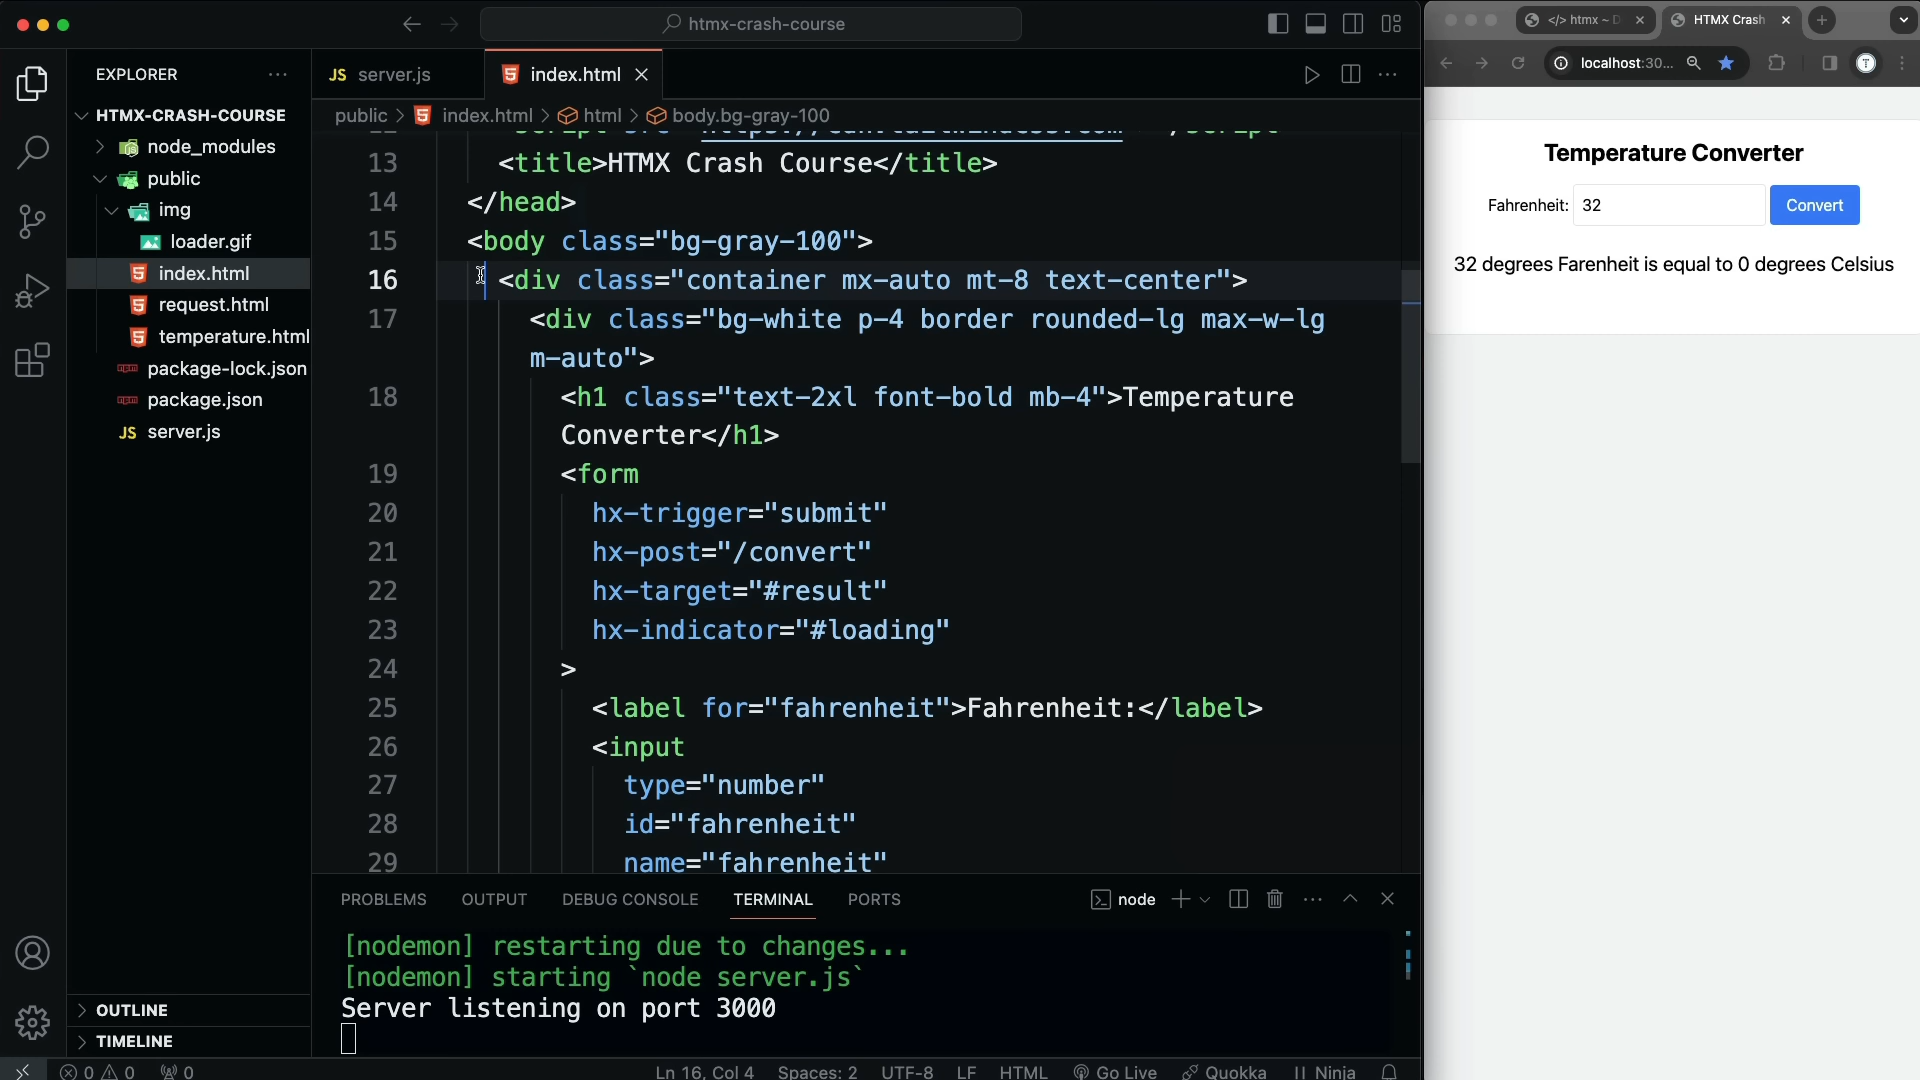 htmx-crash-course
</> htmx ~ D
HTMX Crash
localhost:30...
T
EXPLORER
HTMX-CRASH-COURSE
node_modules
public
img
loader.gif
index.html
request.html
temperature.html
package-lock.json
package.json
JS server.js
OUTLINE
TIMELINE
JS server.js
index.html
public > index.html > html > body.bg-gray-100
13 <title>HTMX Crash Course</title>
14 </head>
15 <body class="bg-gray-100">
16 <div class="container mx-auto mt-8 text-center">
17 <div class="bg-white p-4 border rounded-lg max-w-lg
m-auto">
18 <h1 class="text-2xl font-bold mb-4">Temperature
Converter</h1>
19 <form
20 hx-trigger="submit"
21 hx-post="/convert"
22 hx-target="#result"
23 hx-indicator="#loading"
24 >
25 <label for="fahrenheit">Fahrenheit:</label>
26 <input
27 type="number"
28 id="fahrenheit"
29 name="fahrenheit"
PROBLEMS OUTPUT DEBUG CONSOLE TERMINAL PORTS
node
[nodemon] restarting due to changes...
[nodemon] starting `node server.js`
Server listening on port 3000
0 0 0
Ln 16, Col 4 Spaces: 2 UTF-8 LF HTML Go Live Quokka Ninja
Temperature Converter
Fahrenheit: 32 Convert
32 degrees Farenheit is equal to 0 degrees Celsius